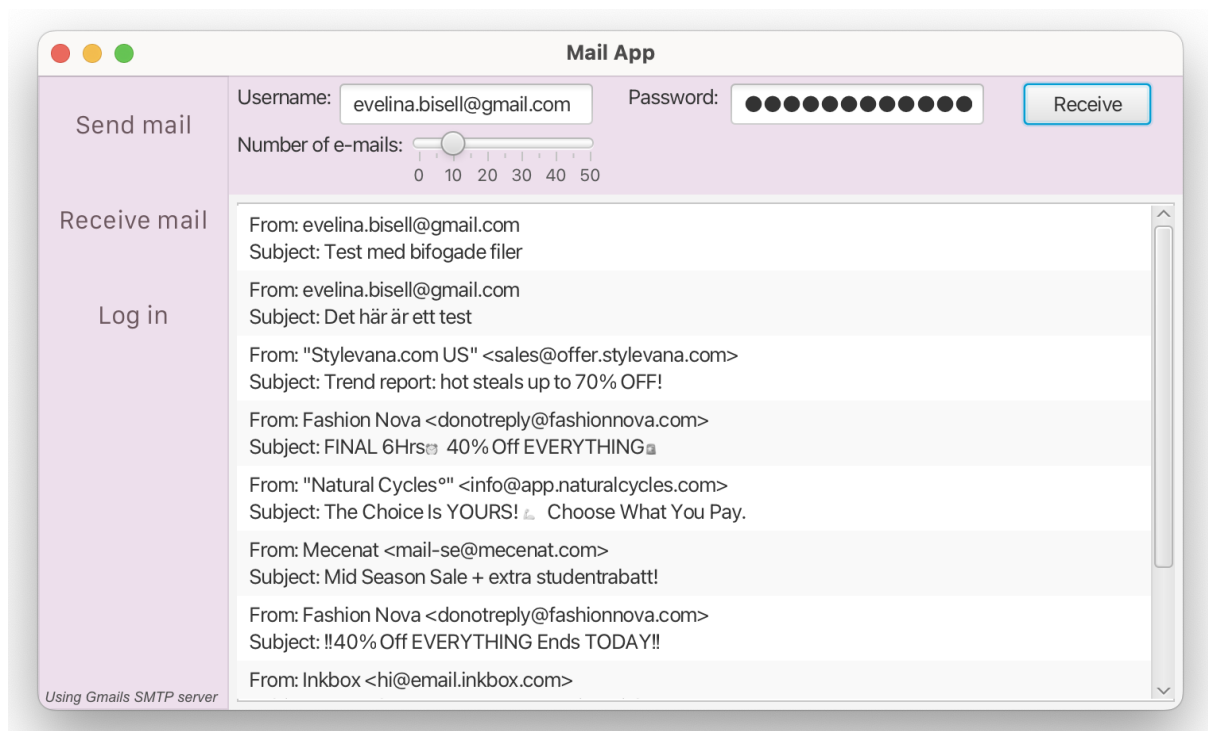 Mail App
Send mail
Receive mail
Log in
Using Gmails SMTP server
Username: evelina.bisell@gmail.com Password: ●●●●●●●●●●●● Receive
Number of e-mails:
0 10 20 30 40 50
From: evelina.bisell@gmail.com
Subject: Test med bifogade filer
From: evelina.bisell@gmail.com
Subject: Det här är ett test
From: "Stylevana.com US" <sales@offer.stylevana.com>
Subject: Trend report: hot steals up to 70% OFF!
From: Fashion Nova <donotreply@fashionnova.com>
Subject: FINAL 6Hrs⏰ 40% Off EVERYTHING🚨
From: "Natural Cycles°" <info@app.naturalcycles.com>
Subject: The Choice Is YOURS! 💪 Choose What You Pay.
From: Mecenat <mail-se@mecenat.com>
Subject: Mid Season Sale + extra studentrabatt!
From: Fashion Nova <donotreply@fashionnova.com>
Subject: ‼40% Off EVERYTHING Ends TODAY‼
From: Inkbox <hi@email.inkbox.com>